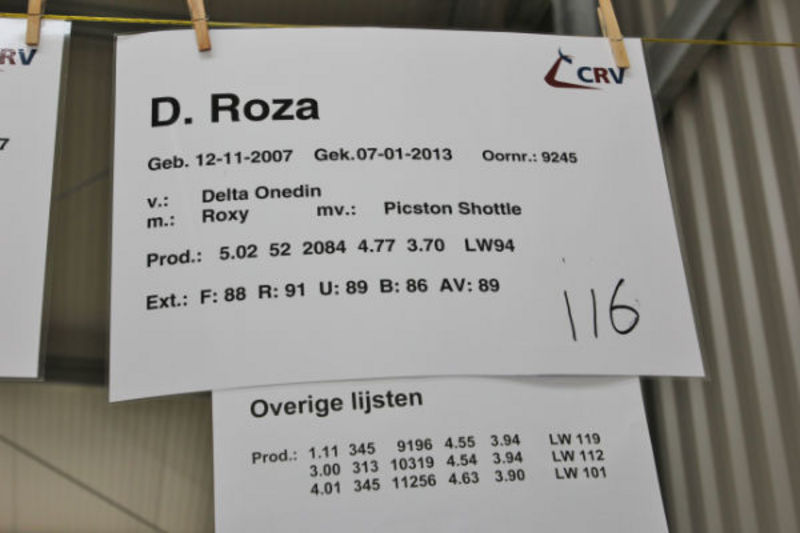 RV
7
CRV
D. Roza
Geb. 12-11-2007 Gek.07-01-2013 Oornr.: 9245
v.: Delta Onedin
m.: Roxy mv.: Picston Shottle
Prod.: 5.02 52 2084 4.77 3.70 LW94
Ext.: F: 88 R: 91 U: 89 B: 86 AV: 89
116
Overige lijsten
Prod.: 1.11 345 9196 4.55 3.94 LW 119
3.00 313 10319 4.54 3.94 LW 112
4.01 345 11256 4.63 3.90 LW 101